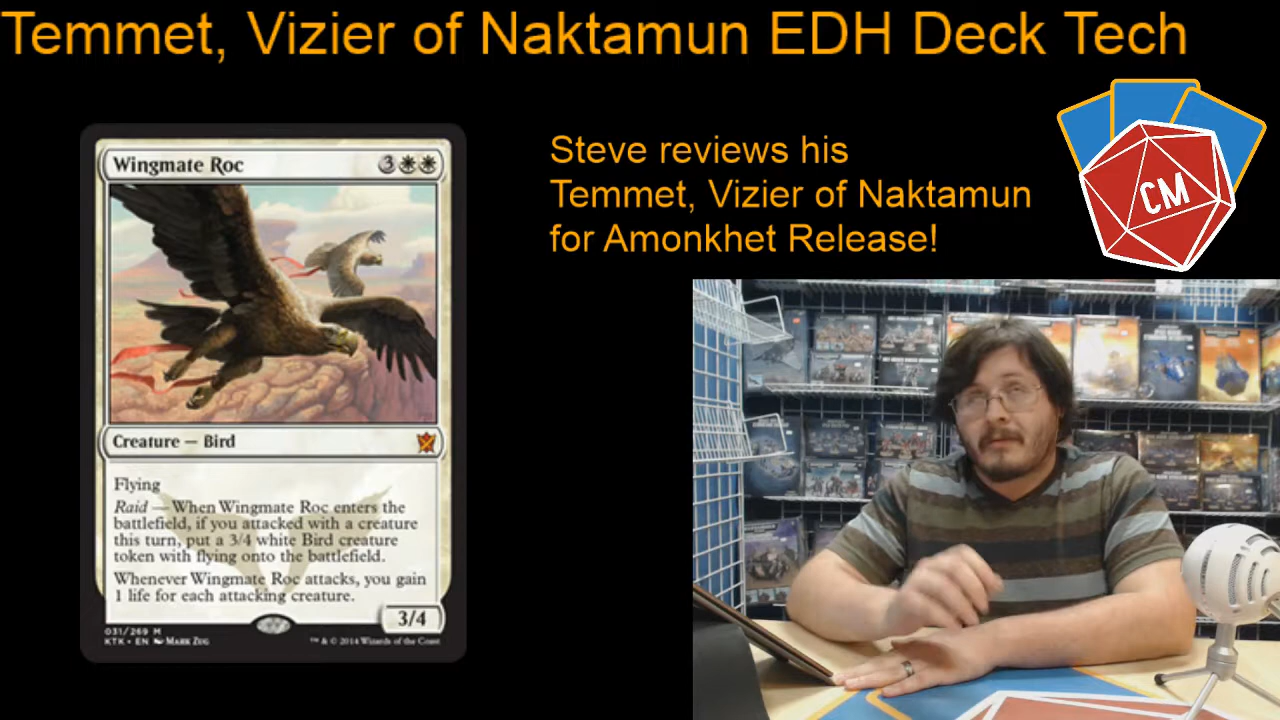 Temmet, Vizier of Naktamun EDH Deck Tech
Wingmate Roc 3
Creature — Bird
Flying
Raid — When Wingmate Roc enters the
battlefield, if you attacked with a creature
this turn, put a 3/4 white Bird creature
token with flying onto the battlefield.
Whenever Wingmate Roc attacks, you gain
1 life for each attacking creature.
3/4
031/269 M
KTK • EN Mark Zug
™ & © 2014 Wizards of the Coast
Steve reviews his
Temmet, Vizier of Naktamun
for Amonkhet Release!
CM